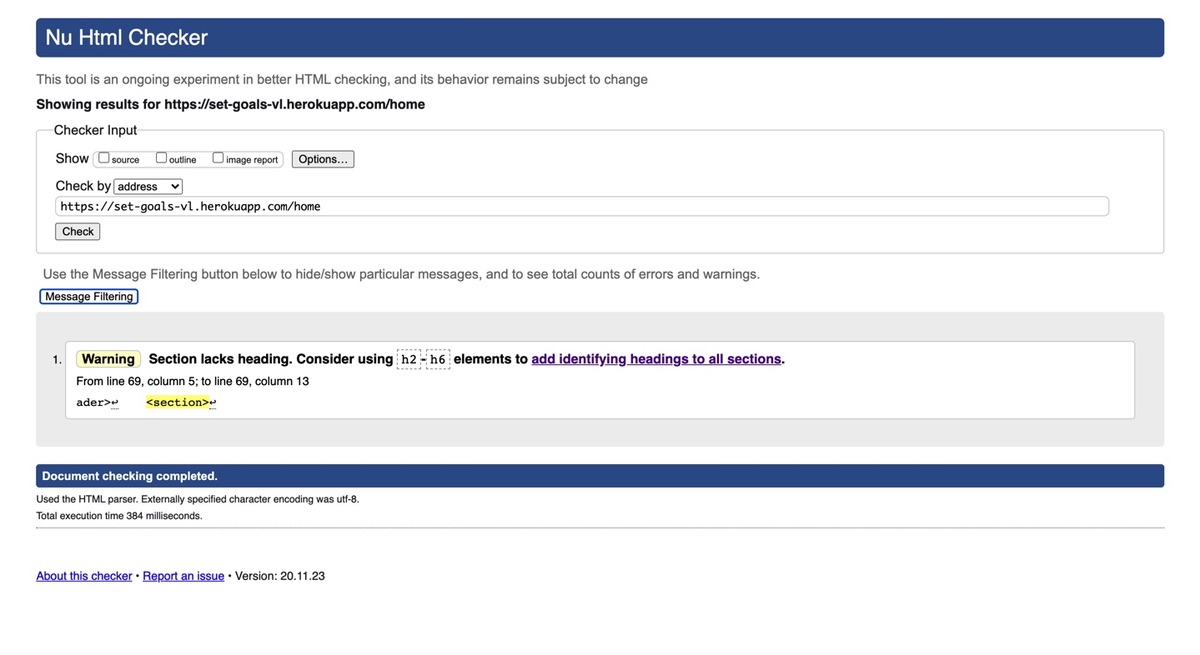 Nu Html Checker
This tool is an ongoing experiment in better HTML checking, and its behavior remains subject to change
Showing results for https://set-goals-vl.herokuapp.com/home
Checker Input
Show source outline image report Options...
Check by address
https://set-goals-vl.herokuapp.com/home
Check
Use the Message Filtering button below to hide/show particular messages, and to see total counts of errors and warnings.
Message Filtering
1. Warning Section lacks heading. Consider using h2-h6 elements to add identifying headings to all sections.
From line 69, column 5; to line 69, column 13
ader>↩ <section>↩
Document checking completed.
Used the HTML parser. Externally specified character encoding was utf-8.
Total execution time 384 milliseconds.
About this checker • Report an issue • Version: 20.11.23